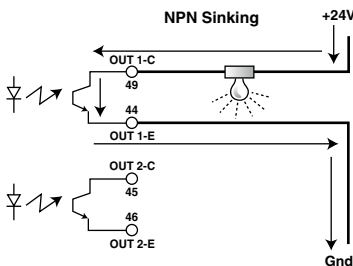 NPN Sinking
+24V
OUT 1-C
49
44
OUT 1-E
OUT 2-C
45
46
OUT 2-E
Gnd